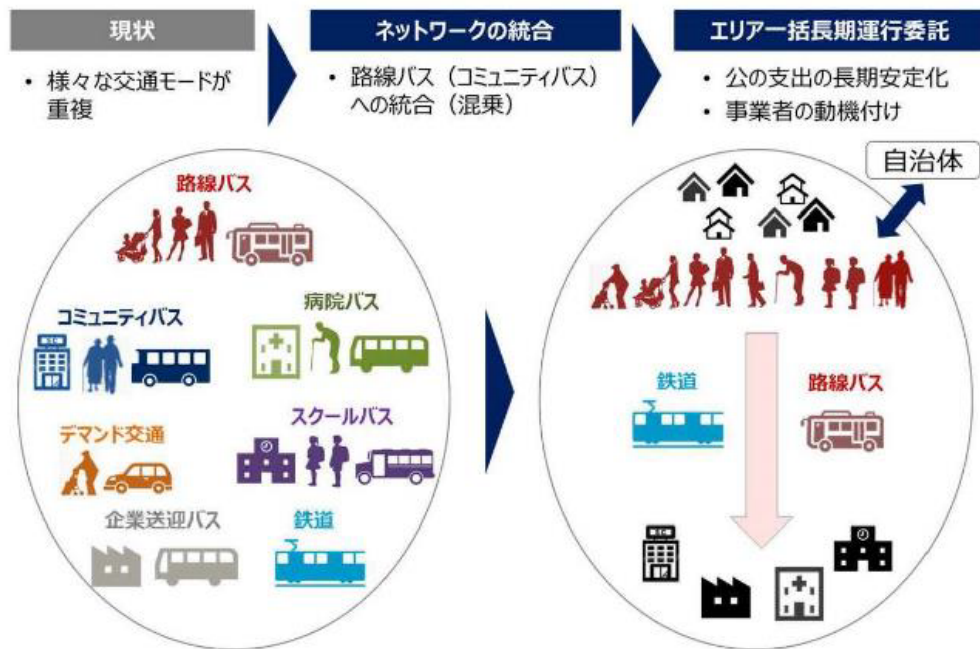 現状
ネットワークの統合
エリア一括長期運行委託
• 様々な交通モードが
重複
• 路線バス（コミュニティバス）
への統合（混乗）
• 公の支出の長期安定化
• 事業者の動機付け
自治体
路線バス
コミュニティバス
SC
病院バス
デマンド交通
スクールバス
企業送迎バス
鉄道
鉄道
路線バス
SC